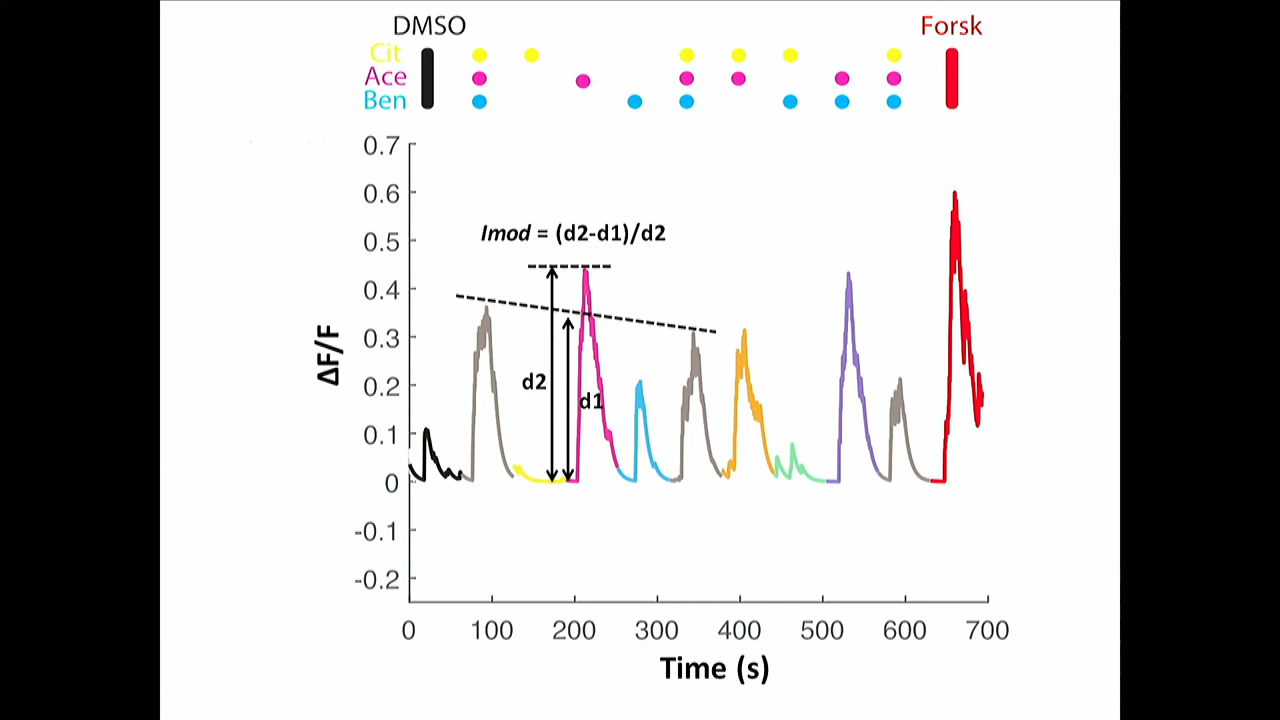 DMSO Forsk
Cit
Ace
Ben
0.7
0.6
0.5
0.4
0.3
0.2
0.1
0
-0.1
-0.2
ΔF/F
Imod = (d2-d1)/d2
d2
d1
0 100 200 300 400 500 600 700
Time (s)